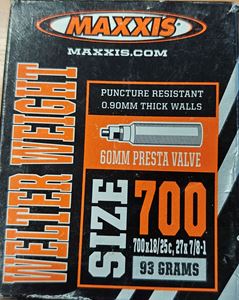 MAXXIS®
MAXXIS.COM
WELTER WEIGHT
PUNCTURE RESISTANT
0.90MM THICK WALLS
60MM PRESTA VALVE
SIZE
700
700x18/25c, 27x7/8-1
93 GRAMS